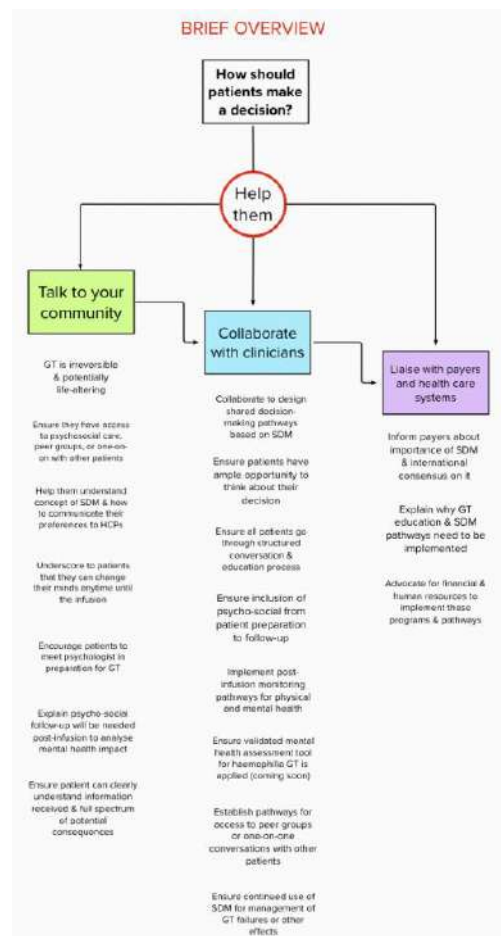 BRIEF OVERVIEW
How should
patients make
a decision?
Help
them
Talk to your
community
GT is irreversible
& potentially
life-altering
Ensure they have access
to psychosocial care,
peer groups, or one-on-
on with other patients
Help them understand
concept of SDM & how
to communicate their
preferences to HCPs
Underscore to patients
that they can change
their minds anytime until
the infusion
Encourage patients to
meet psychologist in
preparation for GT
Explain psycho-social
follow-up will be needed
post-infusion to analyse
mental health impact
Ensure patient can clearly
understand information
received & full spectrum
of potential
consequences
Collaborate
with clinicians
Collaborate to design
shared decision-
making pathways
based on SDM
Ensure patients have
ample opportunity to
think about their
decision
Ensure all patients go
through structured
conversation &
education process
Ensure inclusion of
psycho-social from
patient preparation
to follow-up
Implement post-
infusion monitoring
pathways for physical
and mental health
Ensure validated mental
health assessment tool
for haemophilia GT is
applied (coming soon)
Establish pathways for
access to peer groups
or one-on-one
conversations with other
patients
Ensure continued use of
SDM for management of
GT failures or other
effects
Liaise with payers
and health care
systems
Inform payers about
importance of SDM
& international
consensus on it
Explain why GT
education & SDM
pathways need to be
implemented
Advocate for financial &
human resources to
implement these
programs & pathways